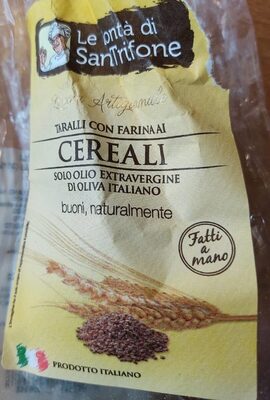 Le Bontà di
SanTrifone
Artigianale
TARALLI CON FARINA AI
CEREALI
SOLO OLIO EXTRAVERGINE
DI OLIVA ITALIANO
buoni, naturalmente
Fatti
a
mano
PRODOTTO ITALIANO